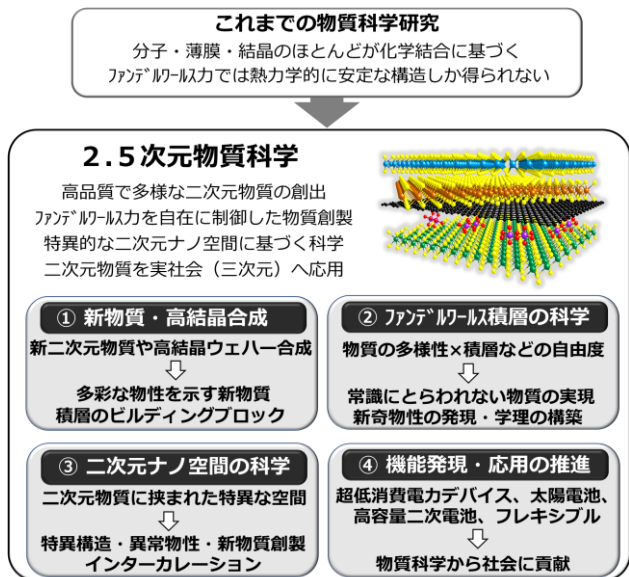 これまでの物質科学研究
分子・薄膜・結晶のほとんどが化学結合に基づく
ﾌｧﾝﾃﾞﾙﾜｰﾙｽ力では熱力学的に安定な構造しか得られない
2.5次元物質科学
高品質で多様な二次元物質の創出
ﾌｧﾝﾃﾞﾙﾜｰﾙｽ力を自在に制御した物質創製
特異的な二次元ナノ空間に基づく科学
二次元物質を実社会（三次元）へ応用
① 新物質・高結晶合成
新二次元物質や高結晶ウェハー合成
多彩な物性を示す新物質
積層のビルディングブロック
② ﾌｧﾝﾃﾞﾙﾜｰﾙｽ積層の科学
物質の多様性×積層などの自由度
常識にとらわれない物質の実現
新奇物性の発現・学理の構築
③ 二次元ナノ空間の科学
二次元物質に挟まれた特異な空間
特異構造・異常物性・新物質創製
インターカレーション
④ 機能発現・応用の推進
超低消費電力デバイス、太陽電池、
高容量二次電池、フレキシブル
物質科学から社会に貢献